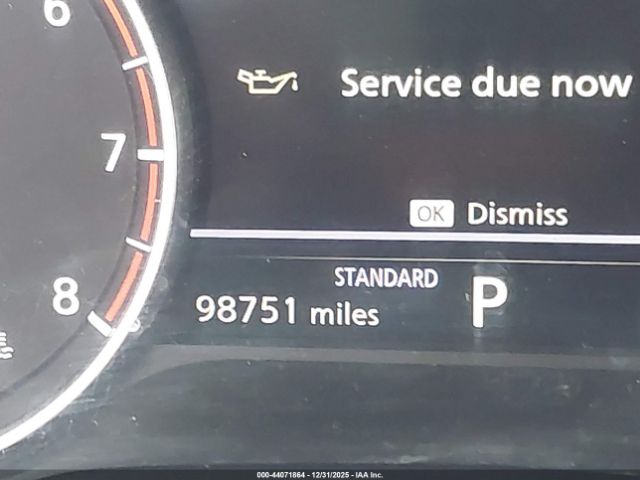 6
7
8
Service due now
OK Dismiss
STANDARD
98751 miles
P
000-44071864 - 12/31/2025 - IAA Inc.